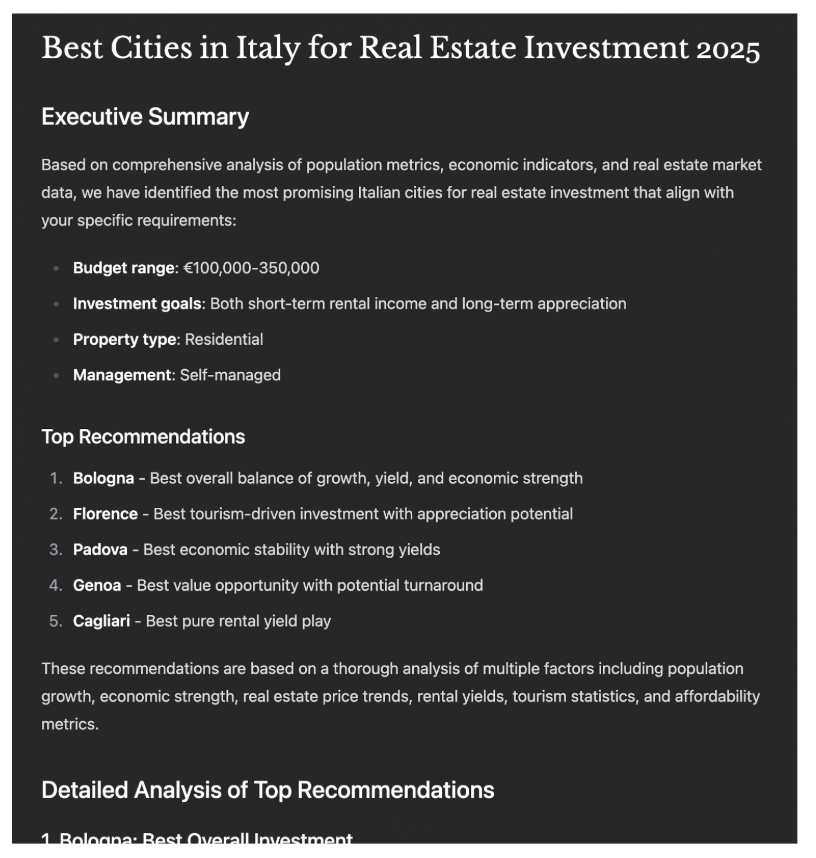 Best Cities in Italy for Real Estate Investment 2025
Executive Summary
Based on comprehensive analysis of population metrics, economic indicators, and real estate market
data, we have identified the most promising Italian cities for real estate investment that align with
your specific requirements:
• Budget range: €100,000-350,000
• Investment goals: Both short-term rental income and long-term appreciation
• Property type: Residential
• Management: Self-managed
Top Recommendations
1. Bologna - Best overall balance of growth, yield, and economic strength
2. Florence - Best tourism-driven investment with appreciation potential
3. Padova - Best economic stability with strong yields
4. Genoa - Best value opportunity with potential turnaround
5. Cagliari - Best pure rental yield play
These recommendations are based on a thorough analysis of multiple factors including population
growth, economic strength, real estate price trends, rental yields, tourism statistics, and affordability
metrics.
Detailed Analysis of Top Recommendations
1. Bologna: Best Overall Investment